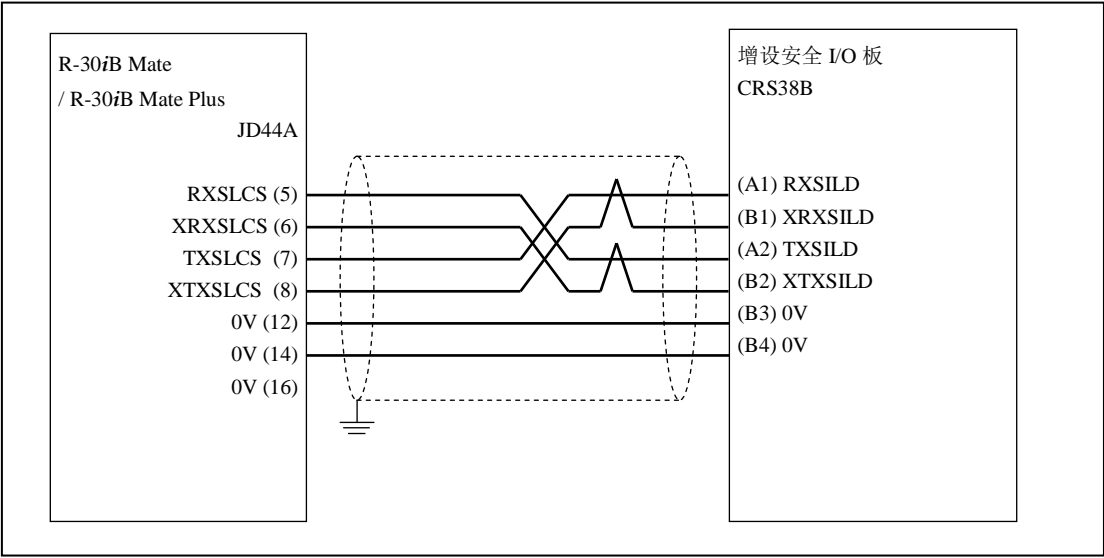 R-30iB Mate
/ R-30iB Mate Plus
JD44A
RXSLCS (5)
XRXSLCS (6)
TXSLCS (7)
XTXSLCS (8)
0V (12)
0V (14)
0V (16)
增设安全 I/O 板
CRS38B
(A1) RXSILD
(B1) XRXSILD
(A2) TXSILD
(B2) XTXSILD
(B3) 0V
(B4) 0V